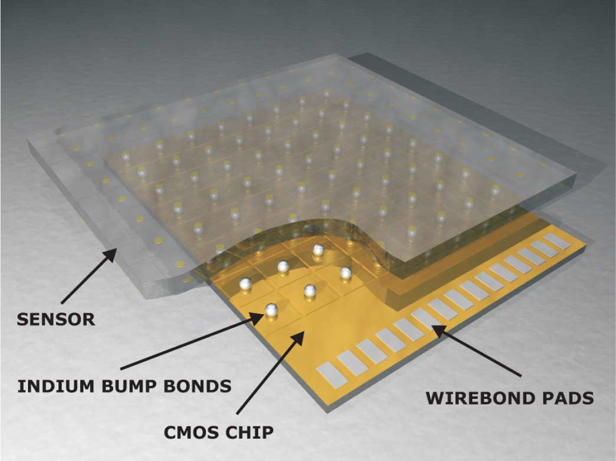 SENSOR
INDIUM BUMP BONDS
WIREBOND PADS
CMOS CHIP